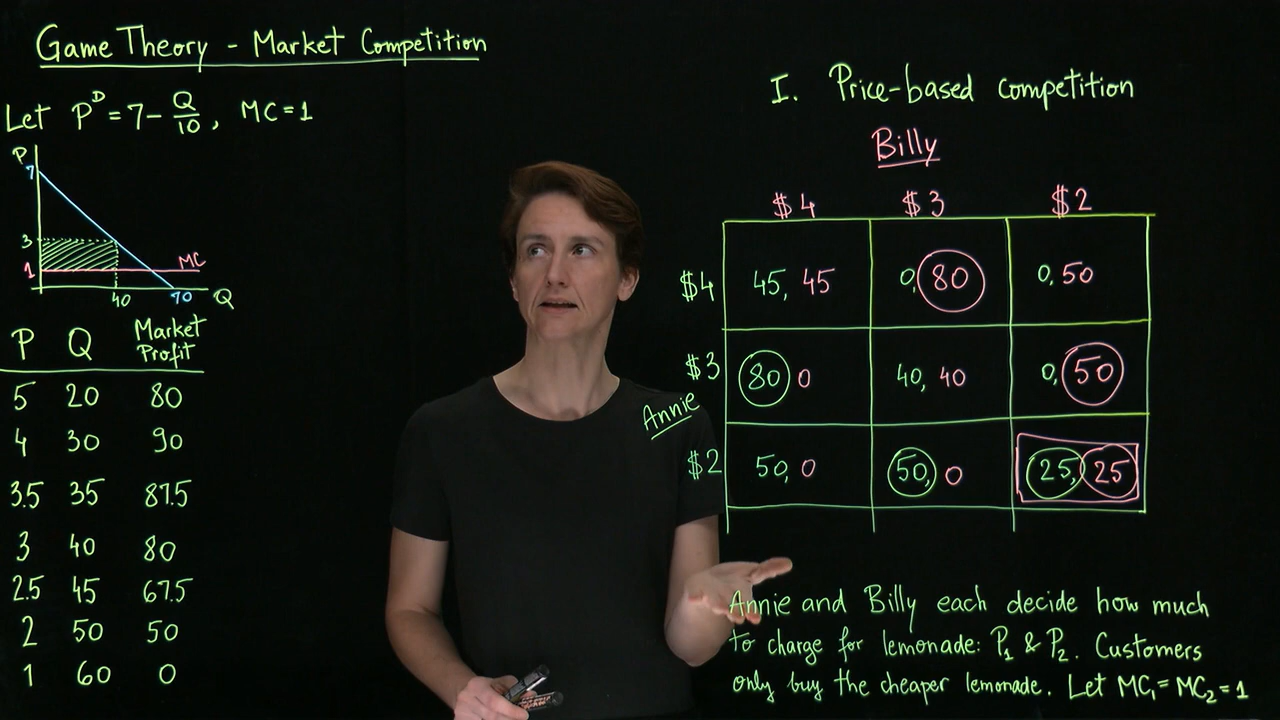 Game Theory - Market Competition
Let P^D = 7 - Q/10, MC = 1
P
7
3
1
MC
40
70
Q
P Q Market Profit
5 20 80
4 30 90
3.5 35 87.5
3 40 80
2.5 45 67.5
2 50 50
1 60 0
I. Price-based competition
Billy
$4 $3 $2
$4 45, 45 0, 80 0, 50
$3 80 0 40, 40 0, 50
Annie
$2 50, 0 50, 0 25, 25
Annie and Billy each decide how much
to charge for lemonade: P₁ & P₂. Customers
only buy the cheaper lemonade. Let MC₁ = MC₂ = 1